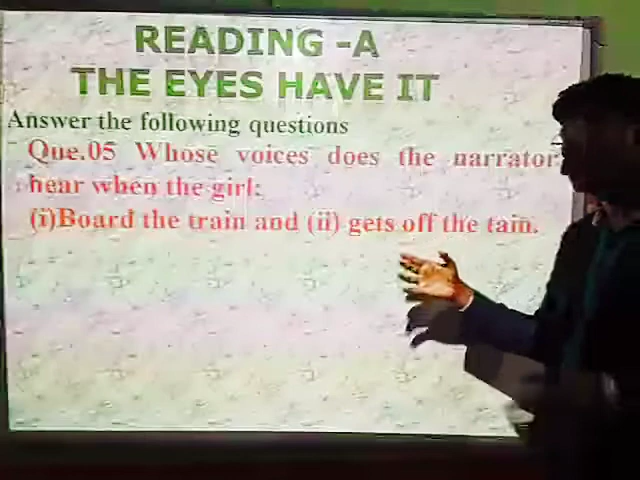 READING -A
THE EYES HAVE IT
Answer the following questions
Que.05 Whose voices does the narrator
hear when the girl:
(i)Board the train and (ii) gets off the tain.